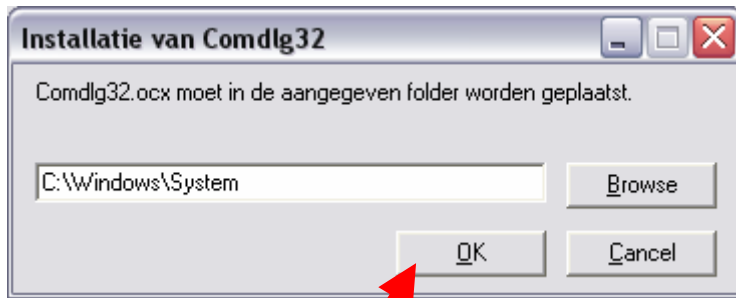 Installatie van Comdlg32
Comdlg32.ocx moet in de aangegeven folder worden geplaatst.
C:\Windows\System
Browse
OK
Cancel